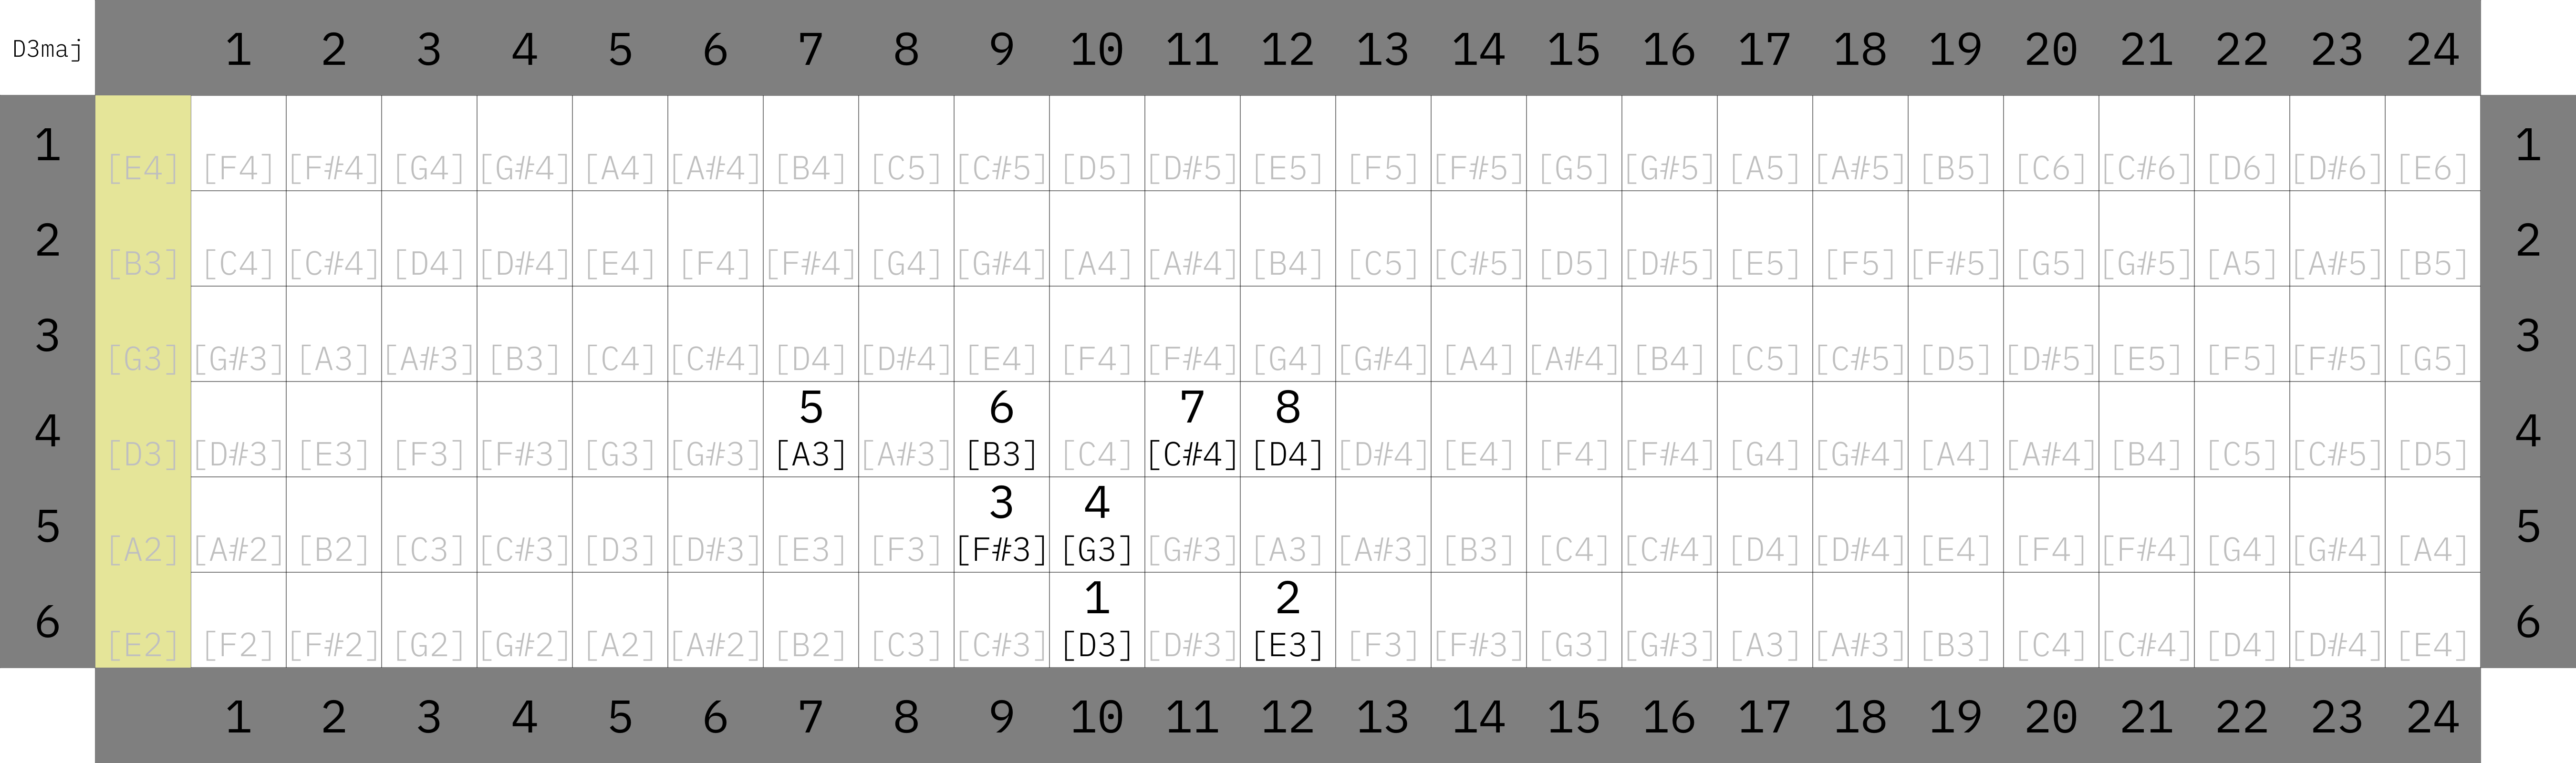 D3maj 1 2 3 4 5 6 7 8 9 10 11 12 13 14 15 16 17 18 19 20 21 22 23 24
1 [E4] [F4] [F#4] [G4] [G#4] [A4] [A#4] [B4] [C5] [C#5] [D5] [D#5] [E5] [F5] [F#5] [G5] [G#5] [A5] [A#5] [B5] [C6] [C#6] [D6] [D#6] [E6] 1
2 [B3] [C4] [C#4] [D4] [D#4] [E4] [F4] [F#4] [G4] [G#4] [A4] [A#4] [B4] [C5] [C#5] [D5] [D#5] [E5] [F5] [F#5] [G5] [G#5] [A5] [A#5] [B5] 2
3 [G3] [G#3] [A3] [A#3] [B3] [C4] [C#4] [D4] [D#4] [E4] [F4] [F#4] [G4] [G#4] [A4] [A#4] [B4] [C5] [C#5] [D5] [D#5] [E5] [F5] [F#5] [G5] 3
5 6 7 8
4 [D3] [D#3] [E3] [F3] [F#3] [G3] [G#3] [A3] [A#3] [B3] [C4] [C#4] [D4] [D#4] [E4] [F4] [F#4] [G4] [G#4] [A4] [A#4] [B4] [C5] [C#5] [D5] 4
3 4
5 [A2] [A#2] [B2] [C3] [C#3] [D3] [D#3] [E3] [F3] [F#3] [G3] [G#3] [A3] [A#3] [B3] [C4] [C#4] [D4] [D#4] [E4] [F4] [F#4] [G4] [G#4] [A4] 5
1 2
6 [E2] [F2] [F#2] [G2] [G#2] [A2] [A#2] [B2] [C3] [C#3] [D3] [D#3] [E3] [F3] [F#3] [G3] [G#3] [A3] [A#3] [B3] [C4] [C#4] [D4] [D#4] [E4] 6
1 2 3 4 5 6 7 8 9 10 11 12 13 14 15 16 17 18 19 20 21 22 23 24